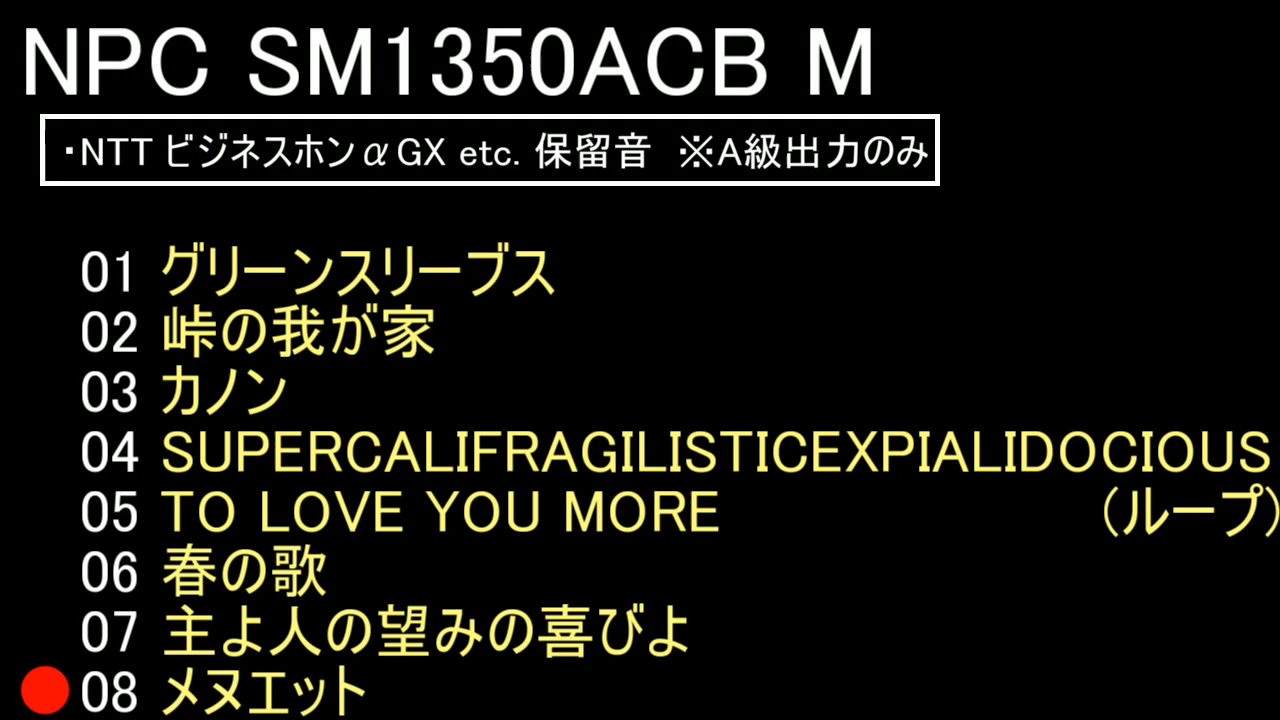 NPC SM1350ACB M
・NTT ビジネスホンαGX etc. 保留音 ※A級出力のみ
01 グリーンスリーブス
02 峠の我が家
03 カノン
04 SUPERCALIFRAGILISTICEXPIALIDOCIOUS
05 TO LOVE YOU MORE (ループ)
06 春の歌
07 主よ人の望みの喜びよ
08 メヌエット